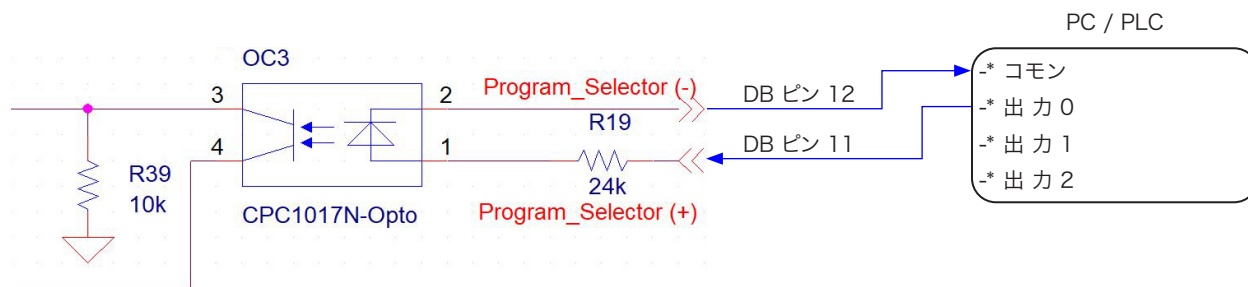 PC / PLC
OC3
3
2
Program_Selector (-)
DB ピン 12
-* コモン
R19
-* 出 力 0
4
1
DB ピン 11
-* 出 力 1
R39
10k
24k
-* 出 力 2
CPC1017N-Opto
Program_Selector (+)